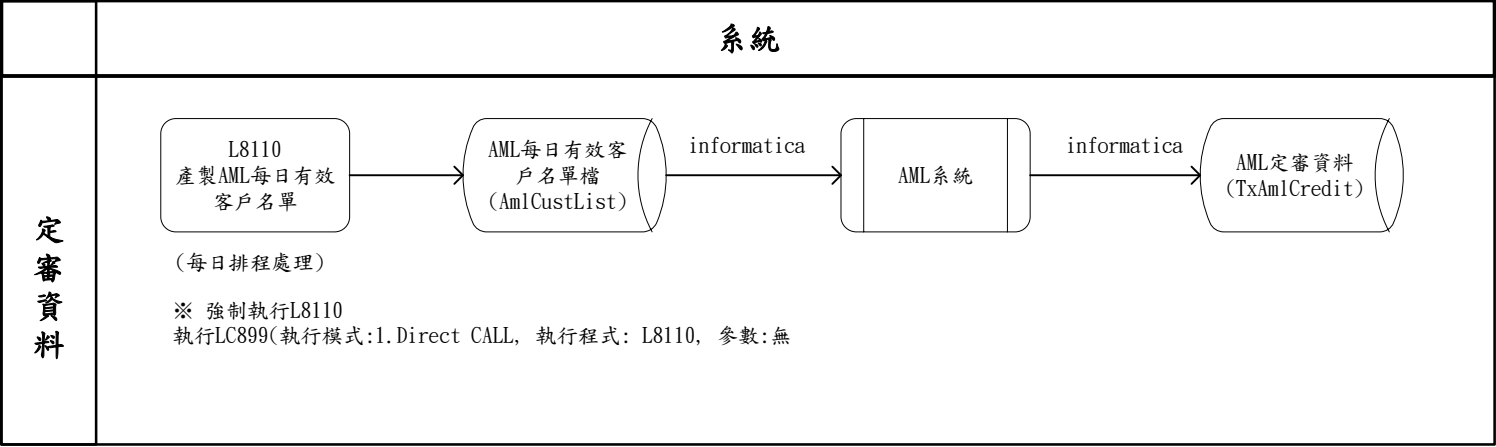 系統
定
審
資
料
L8110
產製AML每日有效
客戶名單
AML每日有效客
戶名單檔
(AmlCustList)
informatica
AML系統
informatica
AML定審資料
(TxAmlCredit)
(每日排程處理)
※ 強制執行L8110
執行LC899(執行模式:1.Direct CALL, 執行程式: L8110, 參數:無